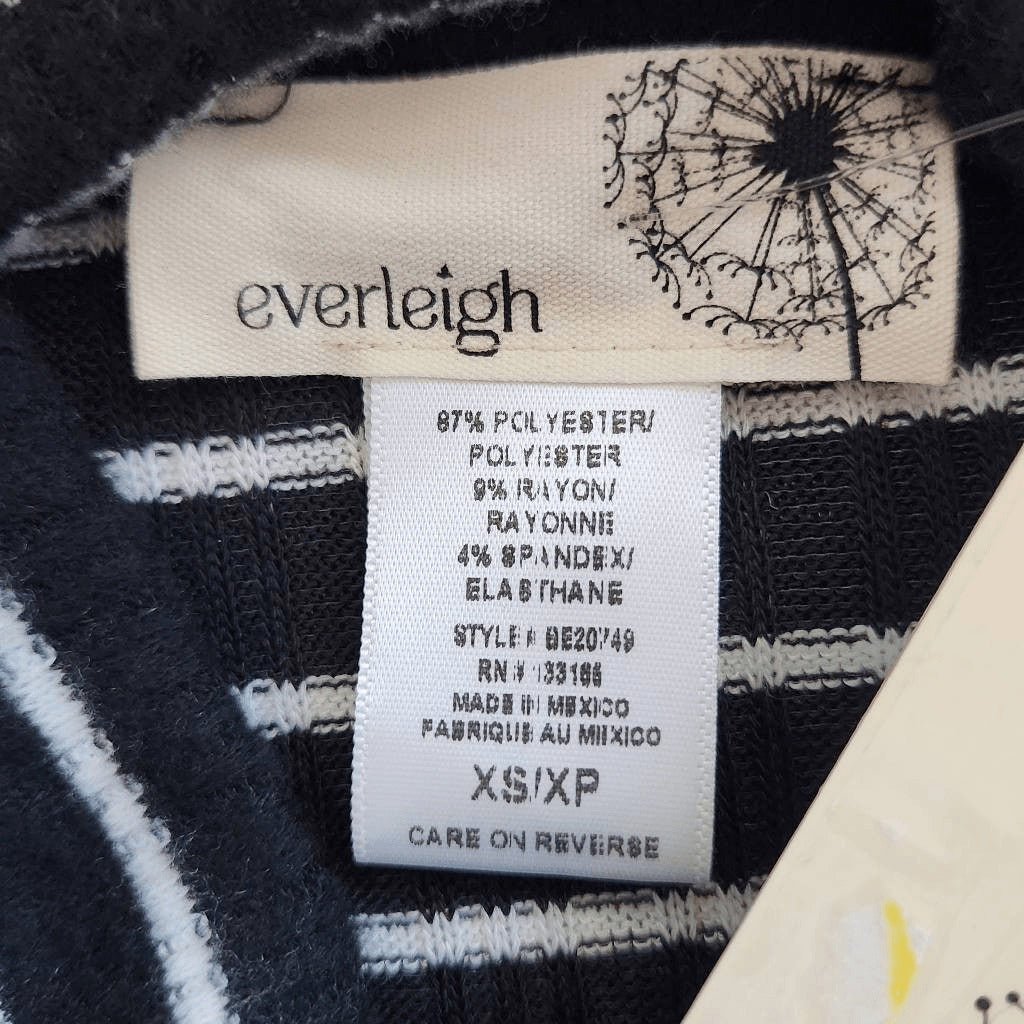 everleigh
87% POLYESTER/
POLYESTER
9% RAYON/
RAYONNE
4% SPANDEX/
ELASTHANE
STYLE # BE20749
RN # 133166
MADE IN MEXICO
FABRIQUE AU MEXICO
XS/XP
CARE ON REVERSE